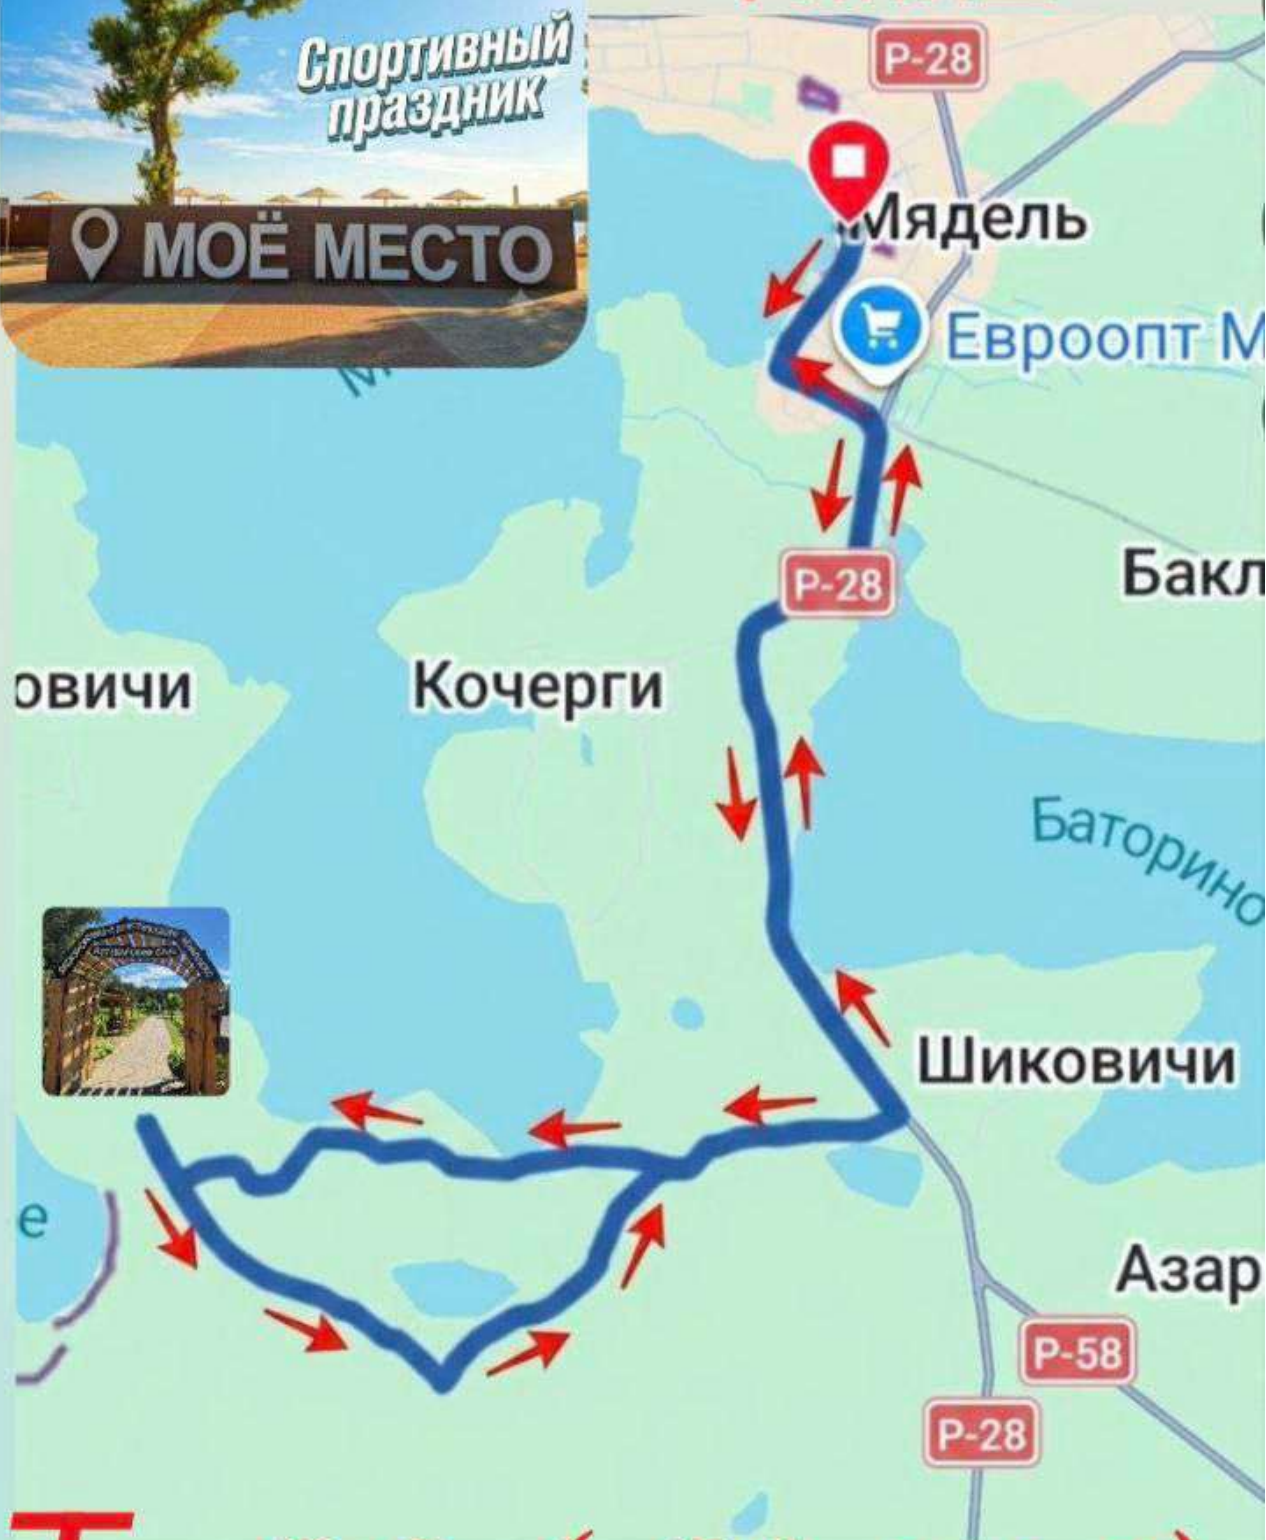 Спортивный
праздник
МОЁ МЕСТО
Р-28
Мядель
Евроопт М
Р-28
Бакл
овичи
Кочерги
Баторино
Шиковичи
е
Азар
Р-58
Р-28